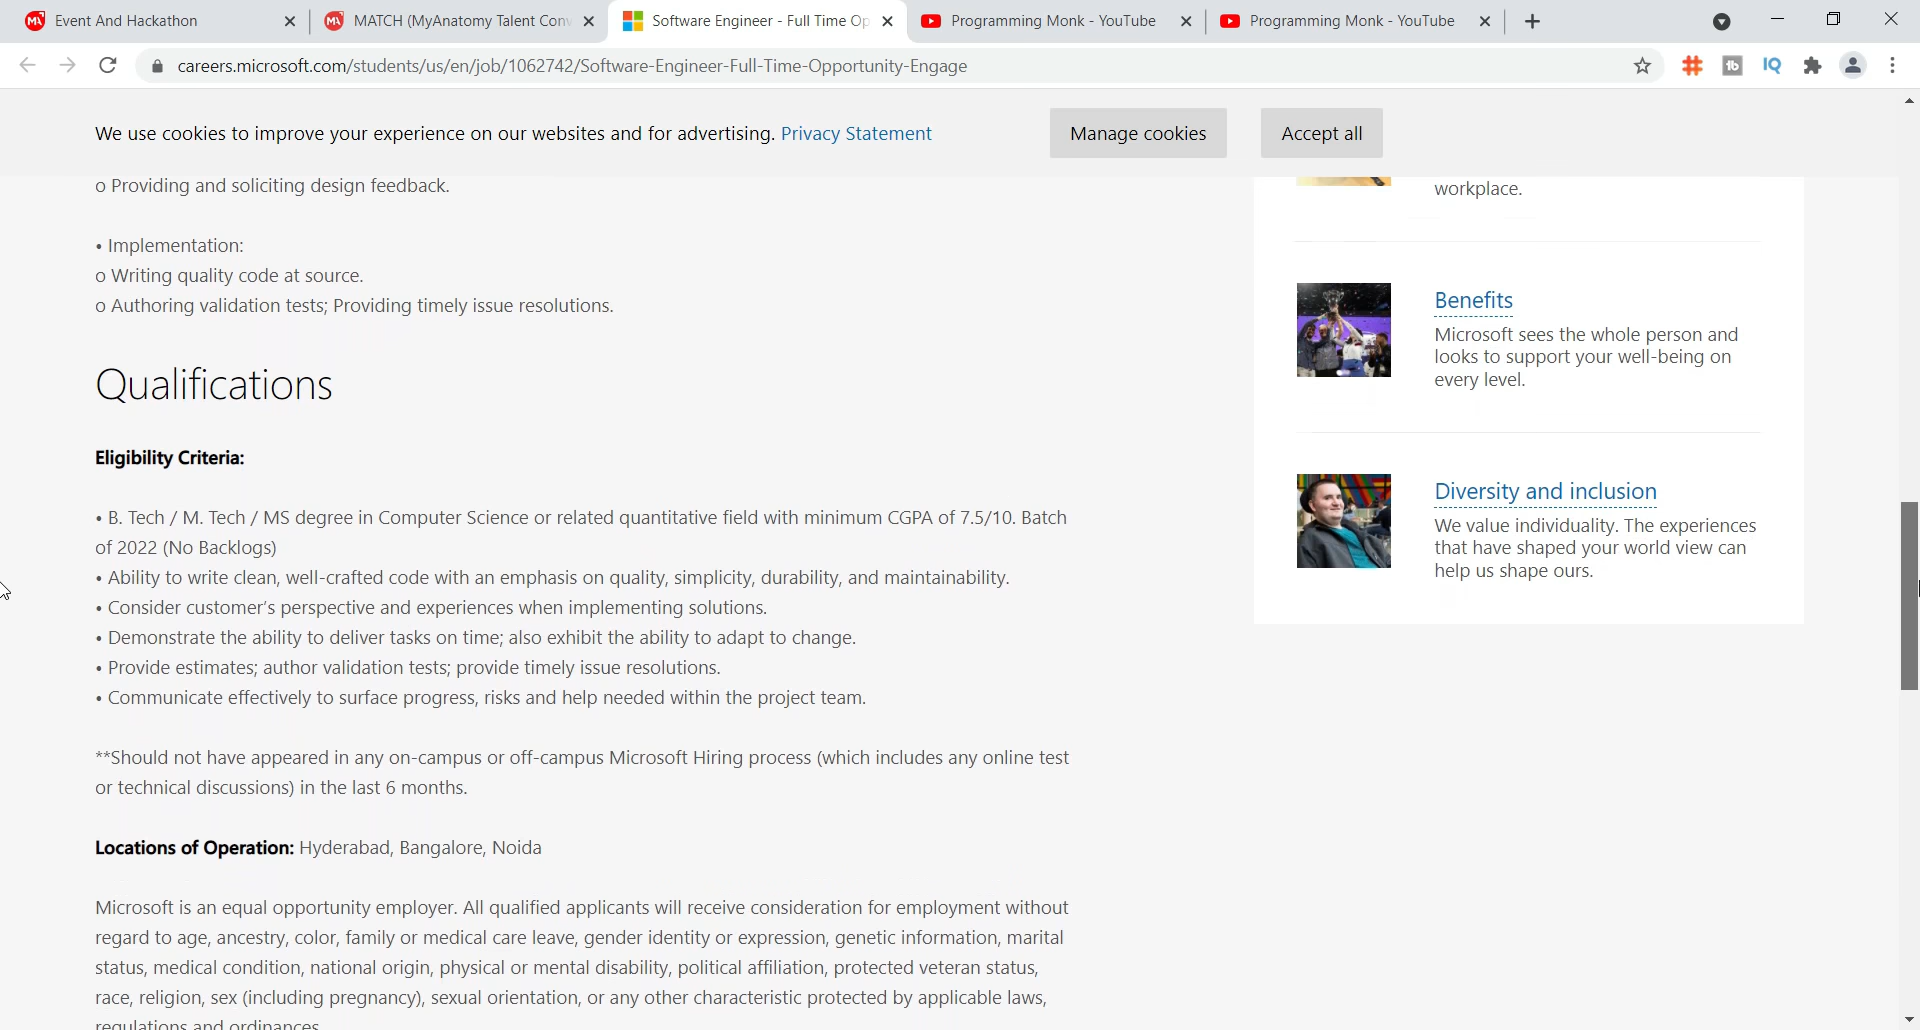 Event And Hackathon
MATCH (MyAnatomy Talent Con
Software Engineer - Full Time Op
Programming Monk - YouTube
Programming Monk - YouTube
careers.microsoft.com/students/us/en/job/1062742/Software-Engineer-Full-Time-Opportunity-Engage
We use cookies to improve your experience on our websites and for advertising. Privacy Statement
Manage cookies
Accept all
o Providing and soliciting design feedback.
• Implementation:
o Writing quality code at source.
o Authoring validation tests; Providing timely issue resolutions.
Qualifications
Eligibility Criteria:
• B. Tech / M. Tech / MS degree in Computer Science or related quantitative field with minimum CGPA of 7.5/10. Batch
of 2022 (No Backlogs)
• Ability to write clean, well-crafted code with an emphasis on quality, simplicity, durability, and maintainability.
• Consider customer's perspective and experiences when implementing solutions.
• Demonstrate the ability to deliver tasks on time; also exhibit the ability to adapt to change.
• Provide estimates; author validation tests; provide timely issue resolutions.
• Communicate effectively to surface progress, risks and help needed within the project team.
**Should not have appeared in any on-campus or off-campus Microsoft Hiring process (which includes any online test
or technical discussions) in the last 6 months.
Locations of Operation: Hyderabad, Bangalore, Noida
Microsoft is an equal opportunity employer. All qualified applicants will receive consideration for employment without
regard to age, ancestry, color, family or medical care leave, gender identity or expression, genetic information, marital
status, medical condition, national origin, physical or mental disability, political affiliation, protected veteran status,
race, religion, sex (including pregnancy), sexual orientation, or any other characteristic protected by applicable laws,
regulations and ordinances.
workplace.
Benefits
Microsoft sees the whole person and
looks to support your well-being on
every level.
Diversity and inclusion
We value individuality. The experiences
that have shaped your world view can
help us shape ours.